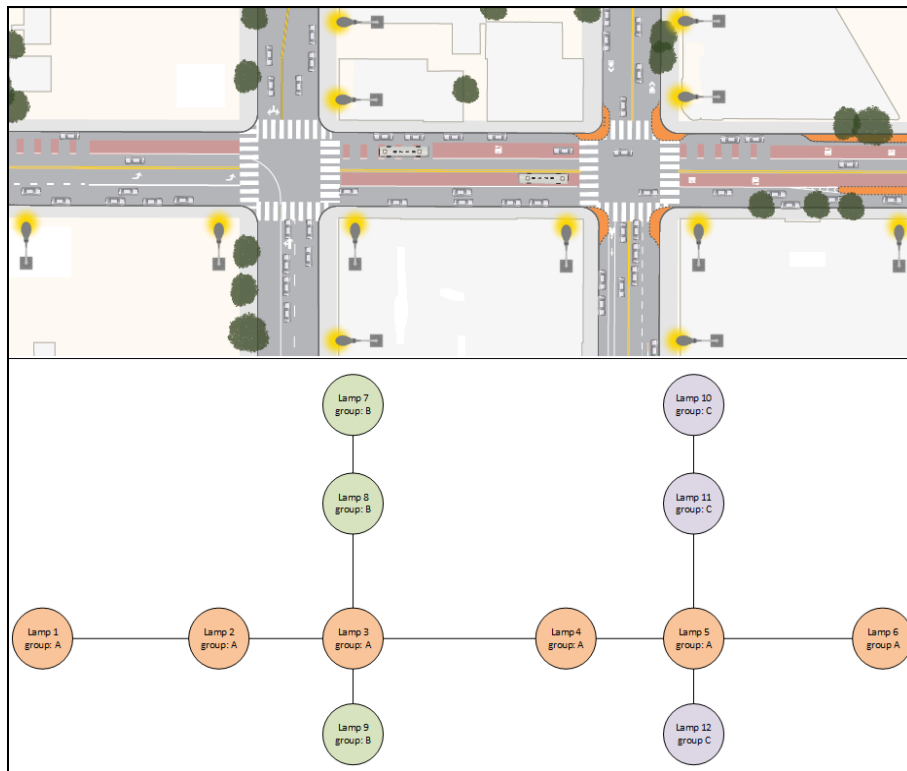 Lamp 7
group: B
Lamp 10
group: C
Lamp 8
group: B
Lamp 11
group: C
Lamp 1
group: A
Lamp 2
group: A
Lamp 3
group: A
Lamp 4
group: A
Lamp 5
group: A
Lamp 6
group A
Lamp 9
group: B
Lamp 12
group C